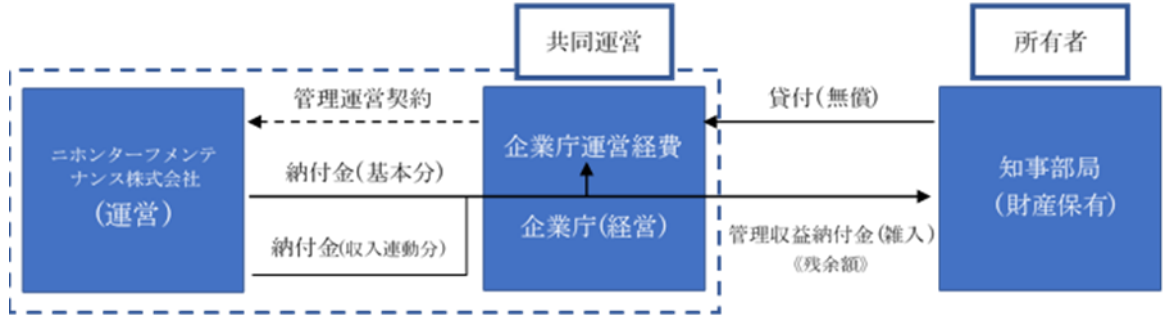 共同運営
所有者
管理運営契約
貸付(無償)
ニホンターフメンテ
ナンス株式会社
(運営)
企業庁運営経費
知事部局
(財産保有)
納付金(基本分)
企業庁(経営)
納付金(収入連動分)
管理収益納付金(雑入)
《残余額》